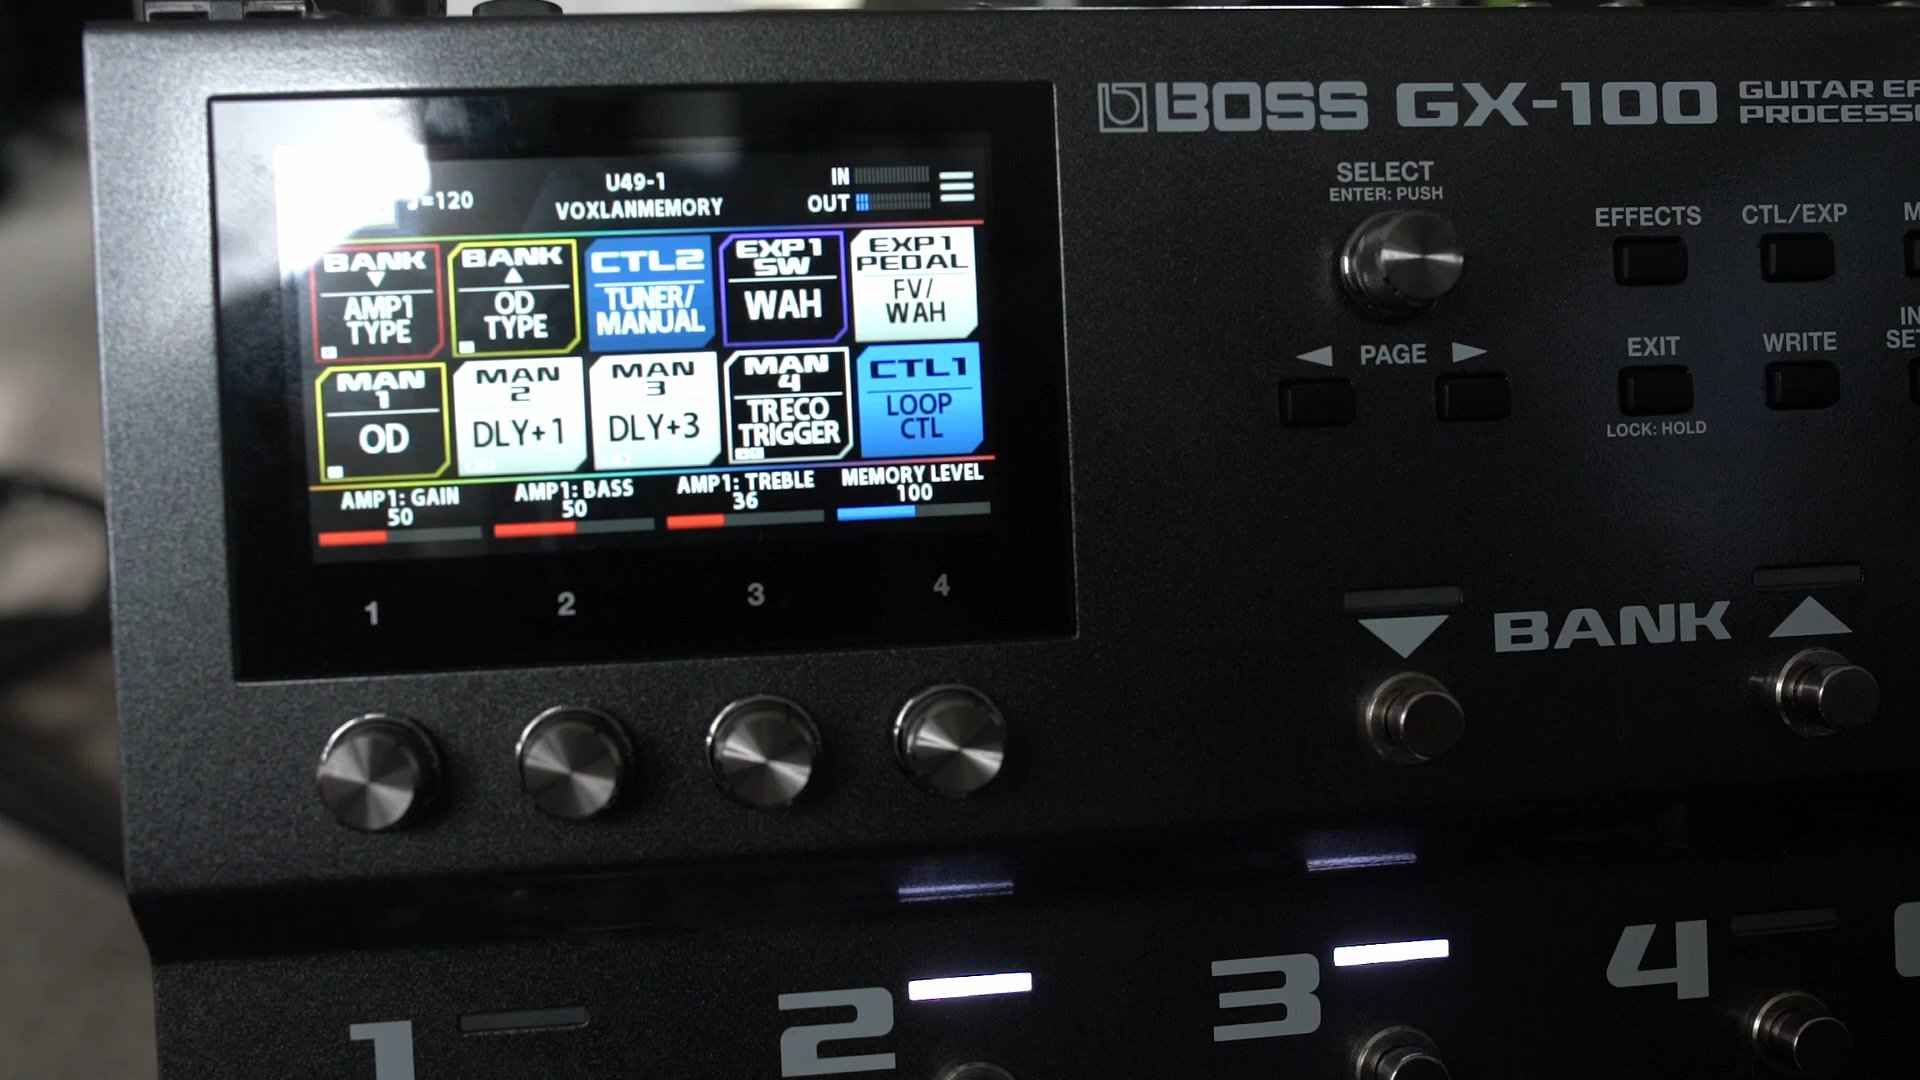 BOSS GX-100
GUITAR
=120
U49-1
VOXLANMEMORY
IN
OUT
BANK ▼
AMP1
TYPE
BANK ▲
OD
TYPE
CTL2
TUNER/
MANUAL
EXP1
SW
WAH
EXP1
PEDAL
FV/
WAH
MAN
1
OD
MAN
2
DLY+1
MAN
3
DLY+3
MAN
4
TRECO
TRIGGER
CTL1
LOOP
CTL
AMP1: GAIN
50
AMP1: BASS
50
AMP1: TREBLE
36
MEMORY LEVEL
100
1 2 3 4
SELECT
ENTER: PUSH
EFFECTS
CTL/EXP
◀ PAGE ▶
EXIT
LOCK: HOLD
WRITE
▼ BANK ▲
1 2 3 4